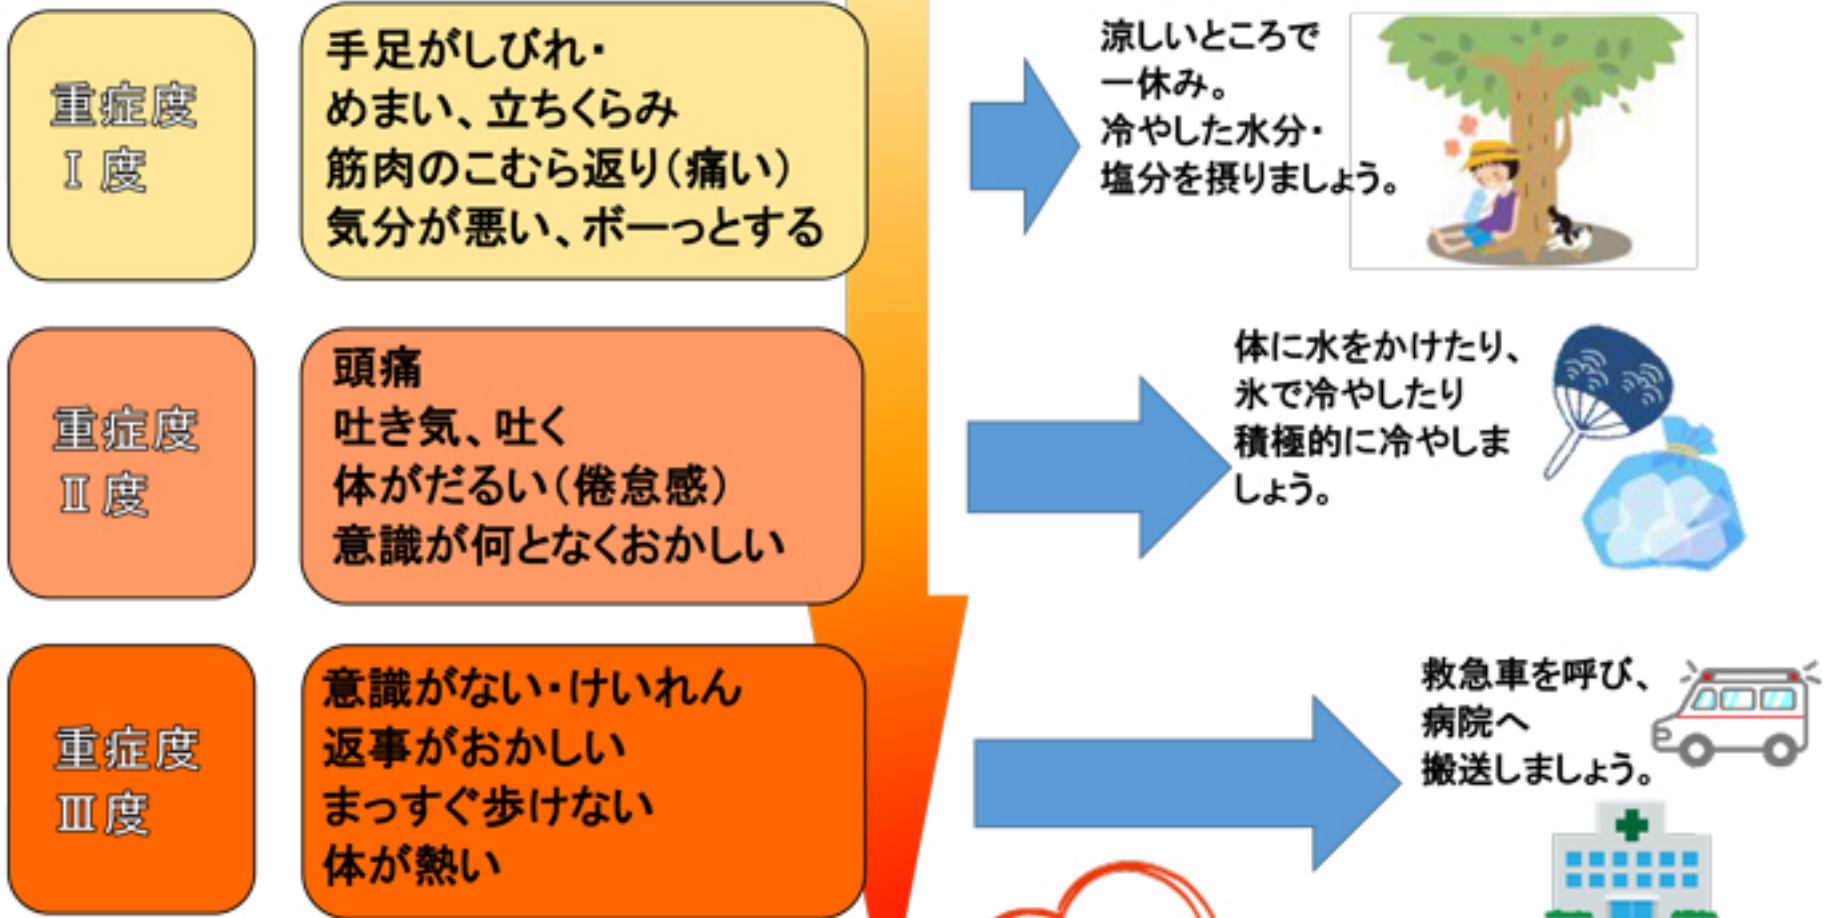 重症度
Ⅰ度
手足がしびれ・
めまい、立ちくらみ
筋肉のこむら返り(痛い)
気分が悪い、ボーっとする
涼しいところで
一休み。
冷やした水分・
塩分を摂りましょう。
重症度
Ⅱ度
頭痛
吐き気、吐く
体がだるい(倦怠感)
意識が何となくおかしい
体に水をかけたり、
氷で冷やしたり
積極的に冷やしま
しょう。
重症度
Ⅲ度
意識がない・けいれん
返事がおかしい
まっすぐ歩けない
体が熱い
救急車を呼び、
病院へ
搬送しましょう。